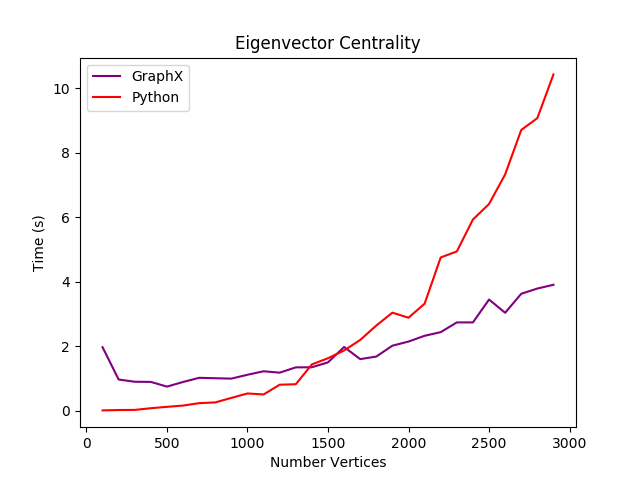 Eigenvector Centrality
GraphX
Python
10
8
6
4
2
0
Time (s)
0 500 1000 1500 2000 2500 3000
Number Vertices